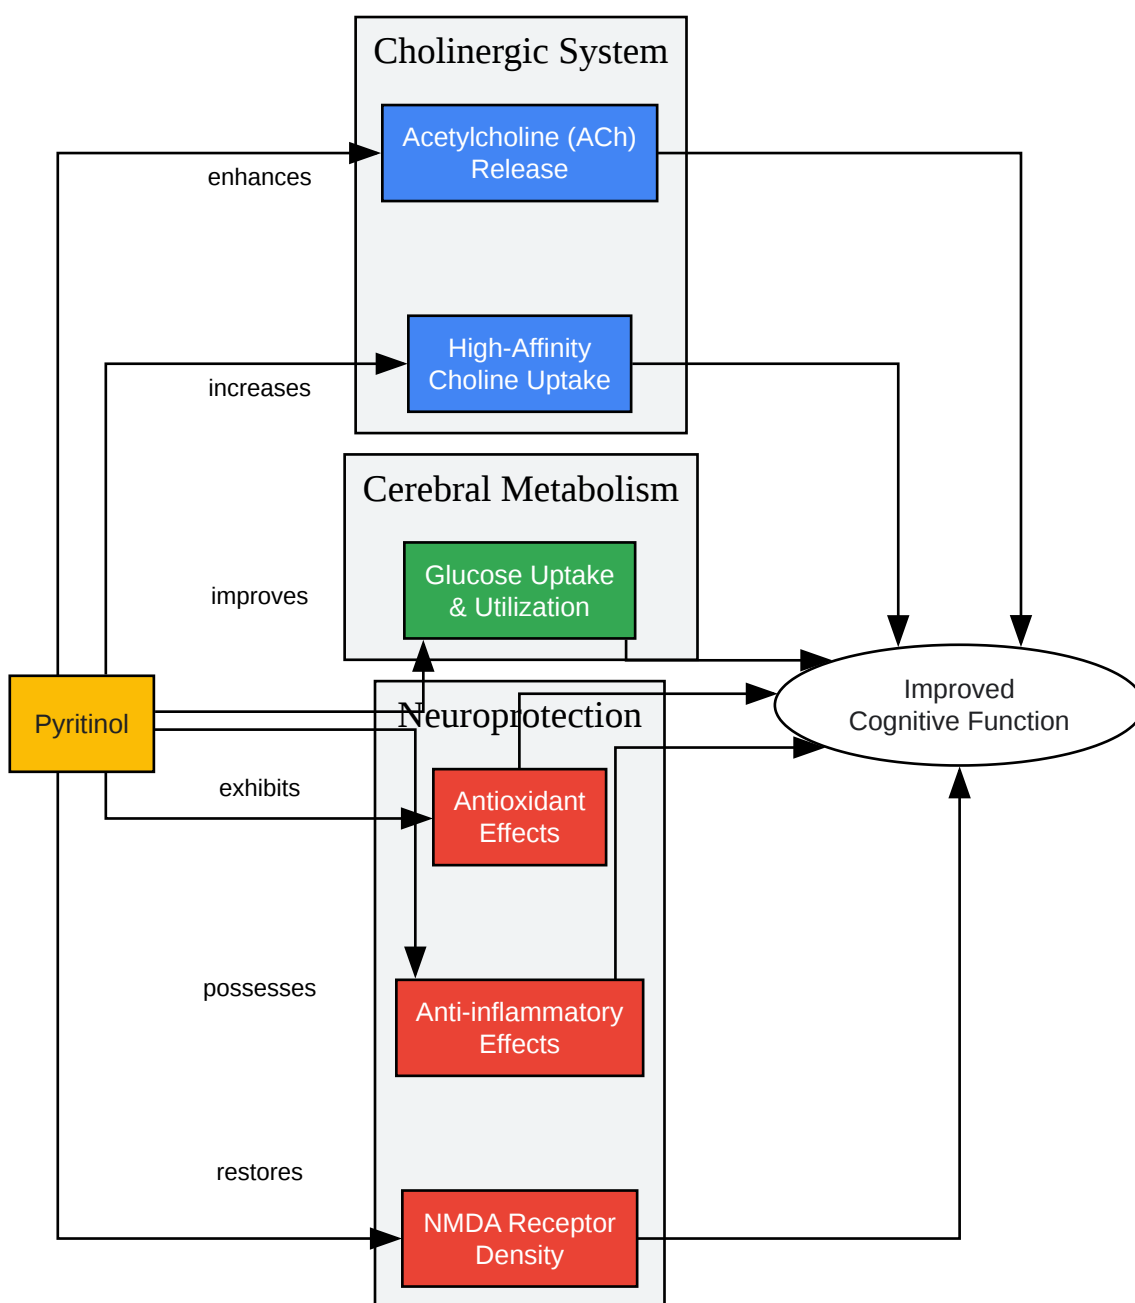 Cholinergic System
Acetylcholine (ACh)
Release
enhances
High-Affinity
Choline Uptake
increases
Cerebral Metabolism
Glucose Uptake
& Utilization
improves
Pyritinol
Improved
Cognitive Function
Neuroprotection
exhibits
Antioxidant
Effects
possesses
Anti-inflammatory
Effects
restores
NMDA Receptor
Density